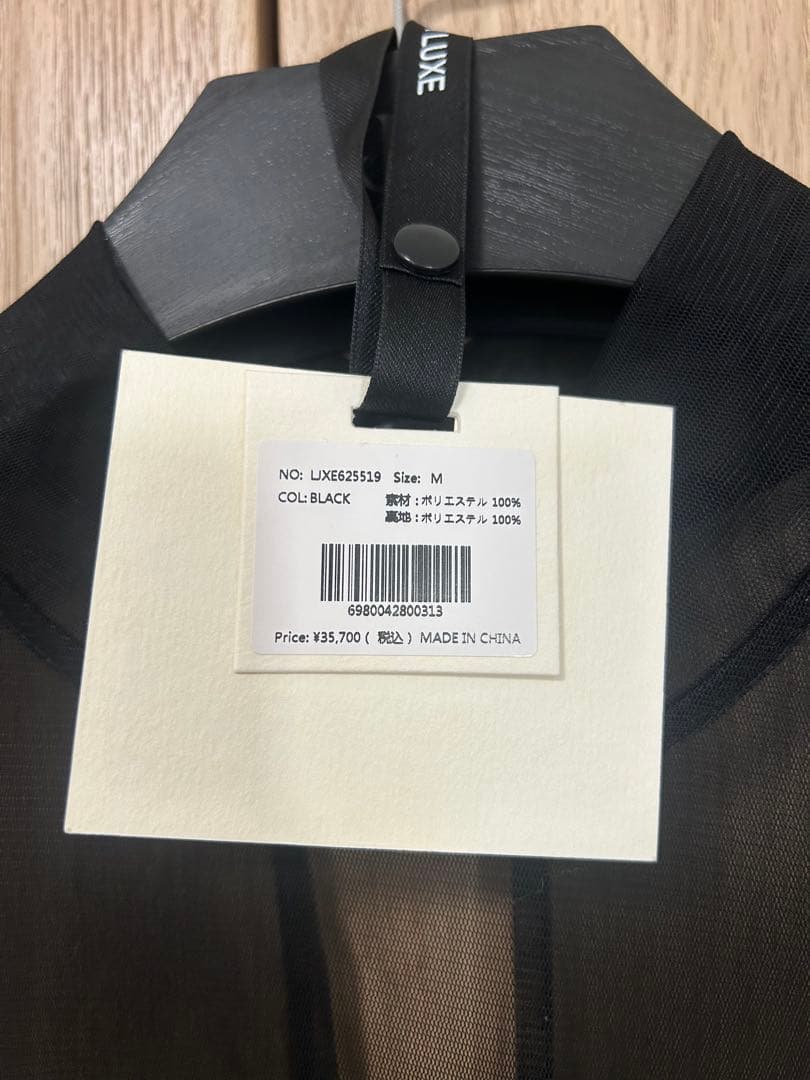 LUXE
NO: LJXE625519 Size: M
COL: BLACK 素材 : ポリエステル 100%
裏地 : ポリエステル 100%
6980042800313
Price: ¥35,700 ( 税込 ) MADE IN CHINA